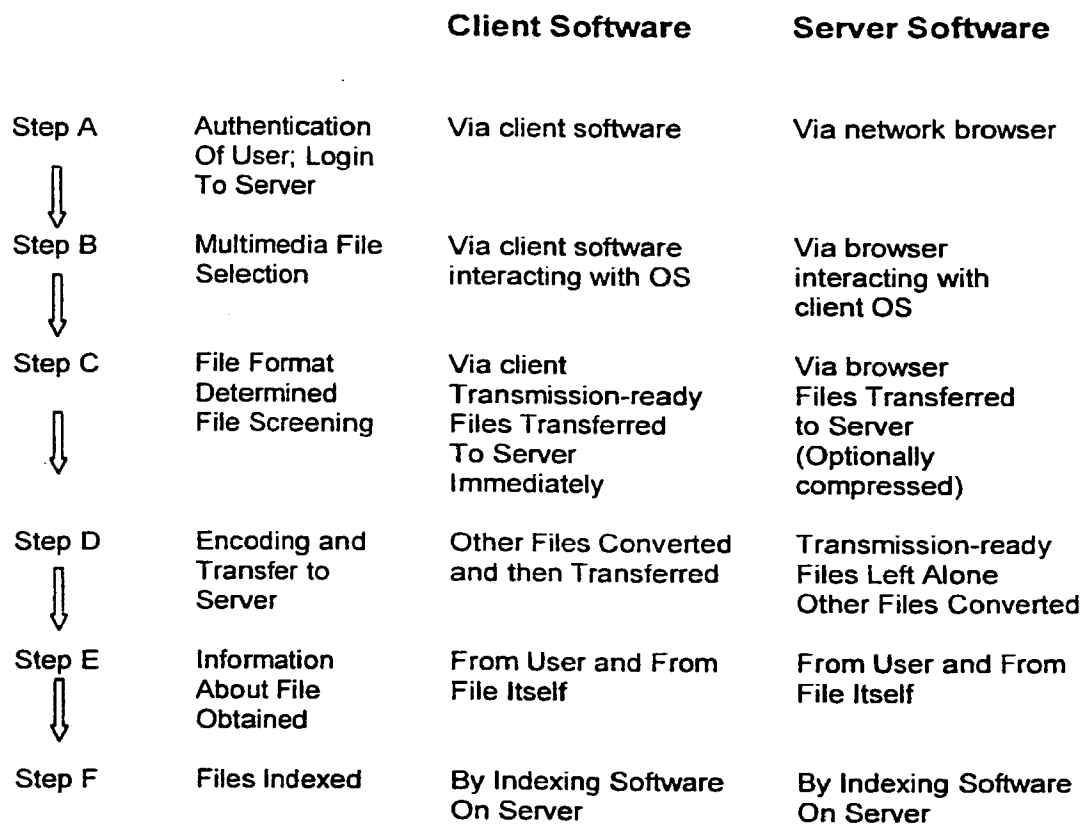 Client Software Server Software
Step A Authentication Via client software Via network browser
Of User; Login
To Server
Step B Multimedia File Via client software Via browser
Selection interacting with OS interacting with
client OS
Step C File Format Via client Via browser
Determined Transmission-ready Files Transferred
File Screening Files Transferred to Server
To Server (Optionally
Immediately compressed)
Step D Encoding and Other Files Converted Transmission-ready
Transfer to and then Transferred Files Left Alone
Server Other Files Converted
Step E Information From User and From From User and From
About File File Itself File Itself
Obtained
Step F Files Indexed By Indexing Software By Indexing Software
On Server On Server